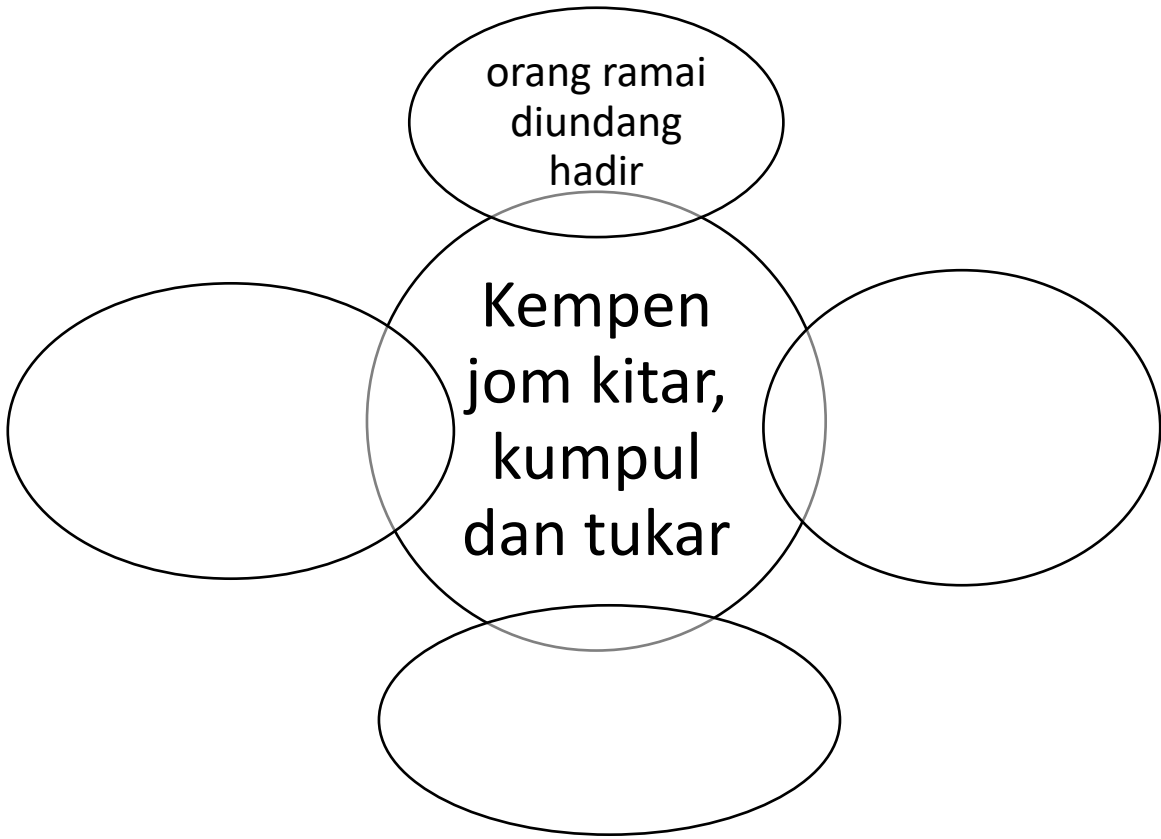 orang ramai
diundang
hadir
Kempen
jom kitar,
kumpul
dan tukar